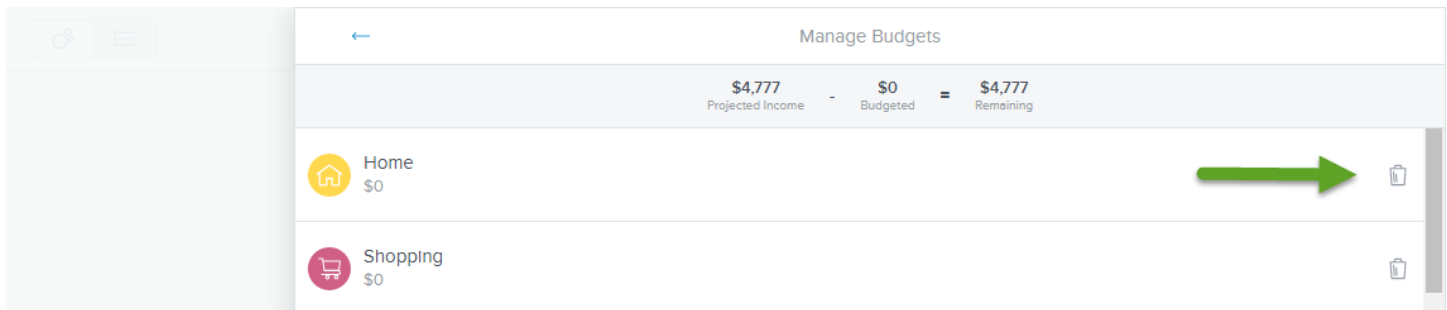 Manage Budgets
$4,777 - $0 = $4,777
Projected Income Budgeted Remaining
Home
$0
Shopping
$0